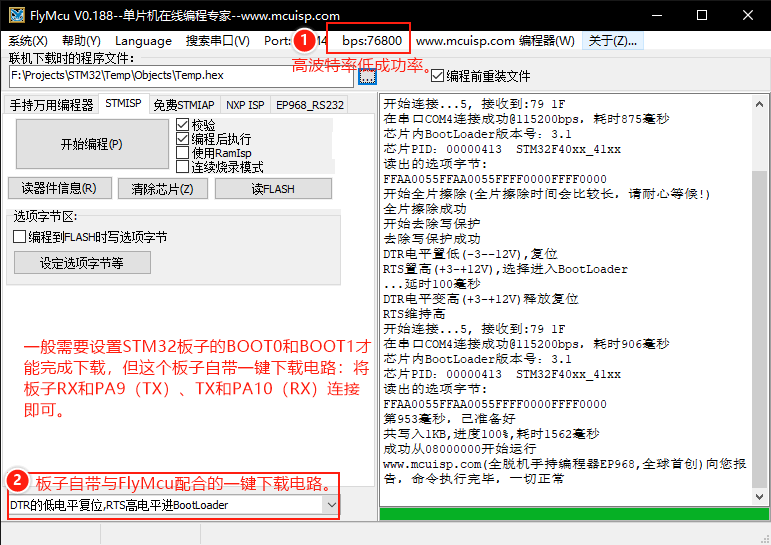 FlyMcu V0.188--单片机在线编程专家--www.mcuisp.com
系统(X) 帮助(Y) Language 搜索串口(V) Port: 14 bps:76800 www.mcuisp.com 编程器(W) 关于(Z)...
1
高波特率低成功率。
联机下载时的程序文件：
F:\Projects\STM32\Temp\Objects\Temp.hex
...
编程前重装文件
手持万用编程器 STMISP 免费STMIAP NXP ISP EP968_RS232
开始编程(P)
校验
编程后执行
使用RamIsp
连续烧录模式
读器件信息(R) 清除芯片(Z) 读FLASH
选项字节区:
编程到FLASH时写选项字节
设定选项字节等
一般需要设置STM32板子的BOOT0和BOOT1才
能完成下载，但这个板子自带一键下载电路：将
板子RX和PA9（TX）、TX和PA10（RX）连接
即可。
2 板子自带与FlyMcu配合的一键下载电路。
DTR的低电平复位,RTS高电平进BootLoader
开始连接...5, 接收到:79 1F
在串口COM4连接成功@115200bps, 耗时875毫秒
芯片内BootLoader版本号: 3.1
芯片PID: 00000413 STM32F40xx_41xx
读出的选项字节:
FFAA0055FFAA0055FFFF0000FFFF0000
开始全片擦除(全片擦除时间会比较长, 请耐心等候!)
全片擦除成功
开始去除写保护
去除写保护成功
DTR电平置低(-3--12V),复位
RTS置高(+3-+12V),选择进入BootLoader
...延时100毫秒
DTR电平变高(+3-+12V)释放复位
RTS维持高
开始连接...5, 接收到:79 1F
在串口COM4连接成功@115200bps, 耗时906毫秒
芯片内BootLoader版本号: 3.1
芯片PID: 00000413 STM32F40xx_41xx
读出的选项字节:
FFAA0055FFAA0055FFFF0000FFFF0000
第953毫秒, 已准备好
共写入1KB,进度100%,耗时1562毫秒
成功从08000000开始运行
www.mcuisp.com(全脱机手持编程器EP968,全球首创)向您报
告, 命令执行完毕, 一切正常